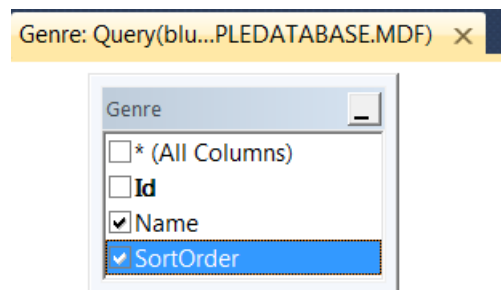 Genre: Query(blu...PLEDATABASE.MDF)
Genre
* (All Columns)
Id
Name
SortOrder